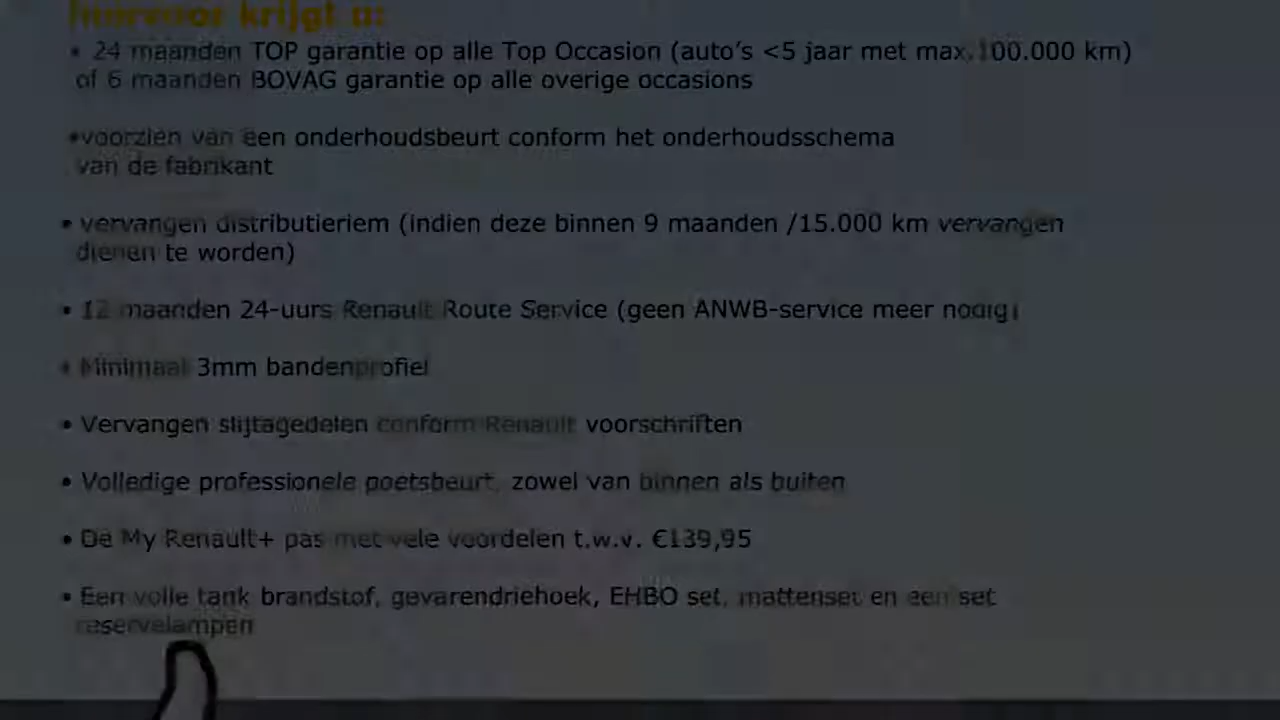 Hiervoor krijgt u:
• 24 maanden TOP garantie op alle Top Occasion (auto's <5 jaar met max.100.000 km)
of 6 maanden BOVAG garantie op alle overige occasions
•voorzien van een onderhoudsbeurt conform het onderhoudsschema
van de fabrikant
• vervangen distributieriem (indien deze binnen 9 maanden /15.000 km vervangen
dienen te worden)
• 12 maanden 24-uurs Renault Route Service (geen ANWB-service meer nodig)
• Minimaal 3mm bandenprofiel
• Vervangen slijtagedelen conform Renault voorschriften
• Volledige professionele poetsbeurt, zowel van binnen als buiten
• De My Renault+ pas met vele voordelen t.w.v. €139,95
• Een volle tank brandstof, gevarendriehoek, EHBO set, mattenset en een set
reservelampen